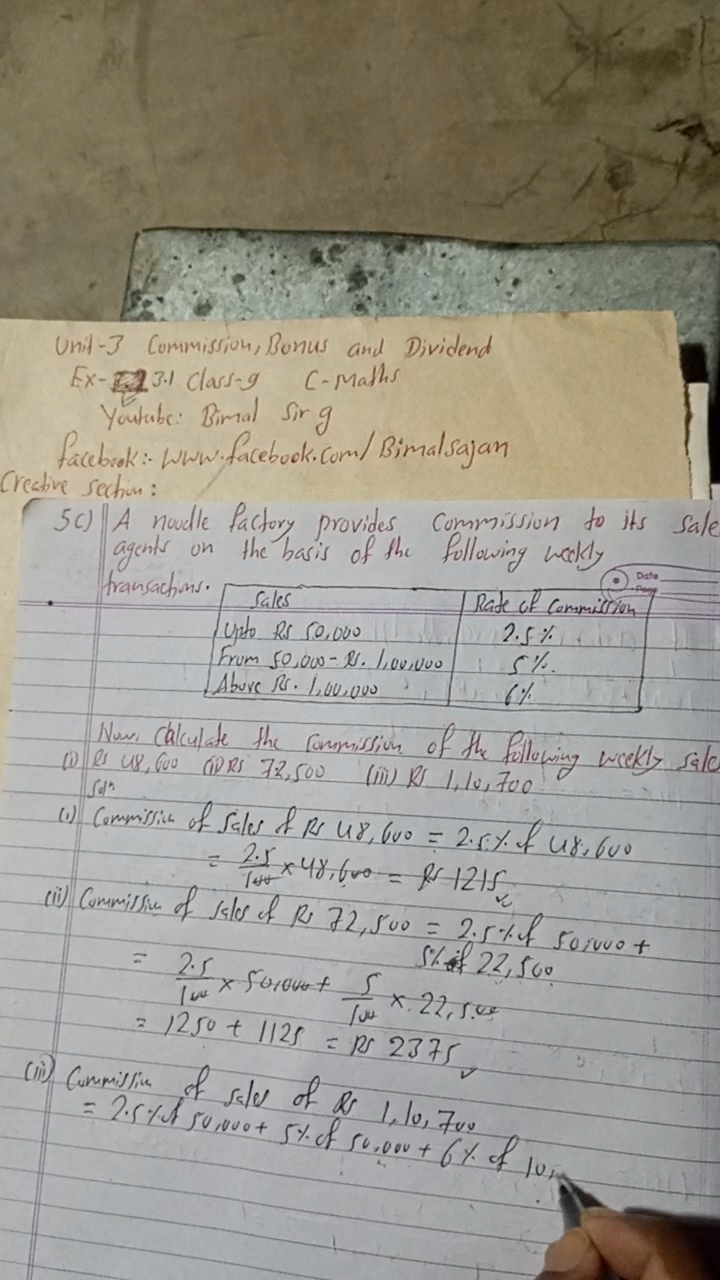 Unit-3 Commission, Bonus and Dividend
Ex- 3.1 Class-9 C-Maths
Youtube: Bimal Sir g
facebook:- www.facebook.com/Bimalsajan
Creative section:
5c) A noodle factory provides commission to its sale
agents on the basis of the following weekly
transactions.
Date
Page
Sales Rate of Commission
Upto Rs 50,000 2.5%
From 50,000 - Rs. 1,00,000 5%.
Above Rs. 1,00,000 6%
Now, calculate the commission of the following weekly sale
(i) Rs 48,600 (ii) Rs 72,500 (iii) Rs 1,10,700
Solⁿ
(i) Commission of sales of Rs 48,600 = 2.5% of 48,600
= 2.5/100 × 48,600 = Rs 1215
(ii) Commission of sales of Rs 72,500 = 2.5% of 50,000 +
5% of 22,500
= 2.5/100 × 50,000 + 5/100 × 22,500
= 1250 + 1125 = Rs 2375
(iii) Commission of sales of Rs 1,10,700
= 2.5% of 50,000 + 5% of 50,000 + 6% of 10,